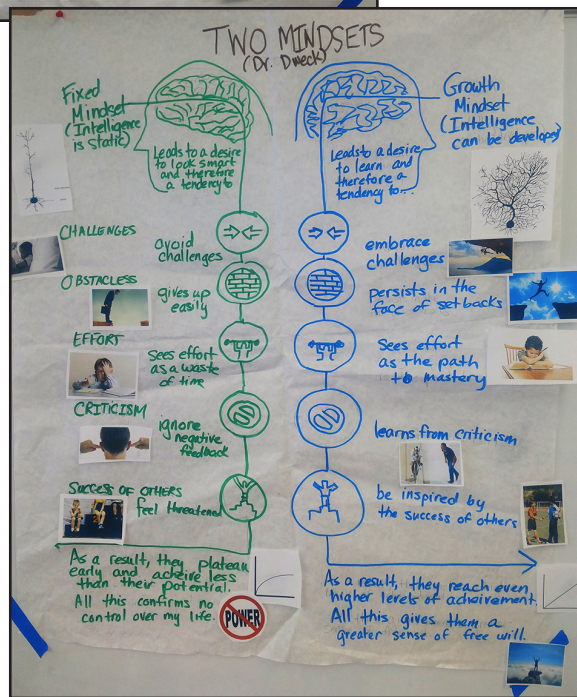 TWO MINDSETS
(Dr. Dweck)
Fixed
Mindset
(Intelligence
is static)
Leads to a desire
to look smart
and therefore
a tendency to
Growth
Mindset
(Intelligence
can be developed)
Leads to a desire
to learn and
therefore a
tendency to...
CHALLENGES
avoid
challenges
embrace
challenges
OBSTACLESS
gives up
easily
persists in the
face of setbacks
EFFORT
Sees effort
as a waste
of time
Sees effort
as the path
to mastery
CRITICISM
ignore
negative
feedback
learns from criticism
SUCCESS OF OTHERS
feel threatened
be inspired by
the success of others
As a result, they plateau
early and acheive less
than their potential.
All this confirms no
control over my life.
POWER
As a result, they reach even
higher levels of acheivement.
All this gives them a
greater sense of free will.